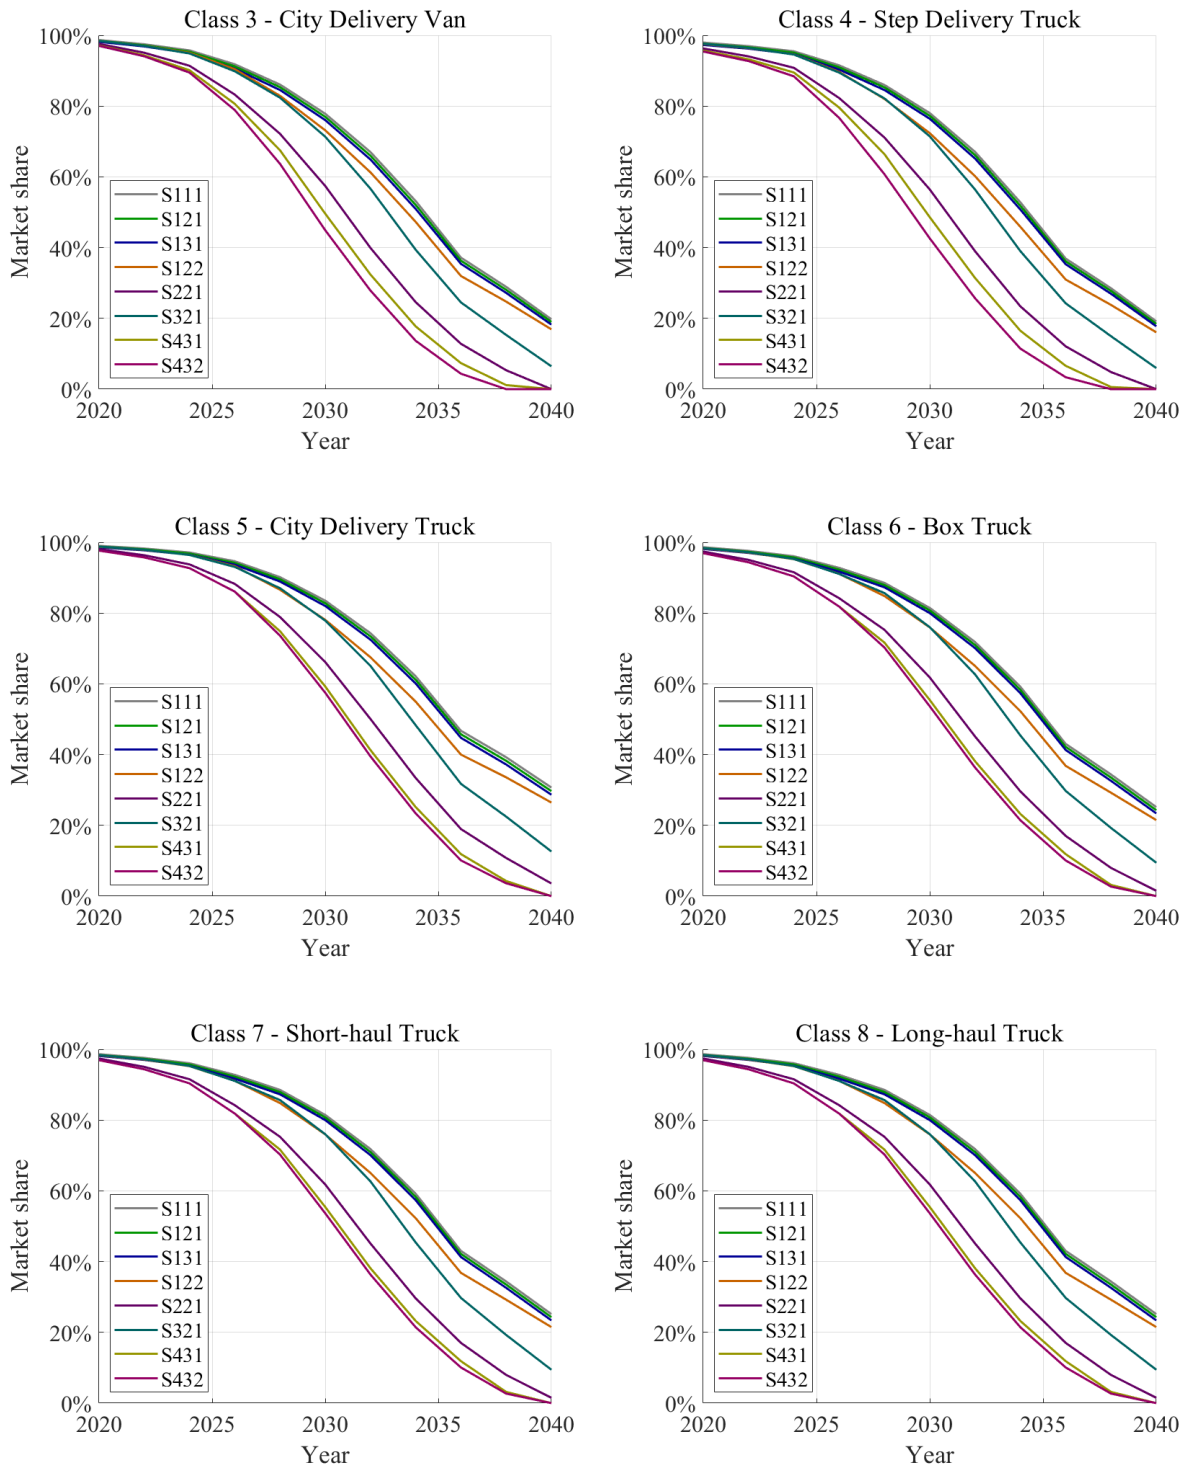 Class 3 - City Delivery Van
100%
80%
60%
40%
20%
0%
Market share
S111
S121
S131
S122
S221
S321
S431
S432
2020
2025
2030
2035
2040
Year
Class 4 - Step Delivery Truck
100%
80%
60%
40%
20%
0%
Market share
S111
S121
S131
S122
S221
S321
S431
S432
2020
2025
2030
2035
2040
Year
Class 5 - City Delivery Truck
100%
80%
60%
40%
20%
0%
Market share
S111
S121
S131
S122
S221
S321
S431
S432
2020
2025
2030
2035
2040
Year
Class 6 - Box Truck
100%
80%
60%
40%
20%
0%
Market share
S111
S121
S131
S122
S221
S321
S431
S432
2020
2025
2030
2035
2040
Year
Class 7 - Short-haul Truck
100%
80%
60%
40%
20%
0%
Market share
S111
S121
S131
S122
S221
S321
S431
S432
2020
2025
2030
2035
2040
Year
Class 8 - Long-haul Truck
100%
80%
60%
40%
20%
0%
Market share
S111
S121
S131
S122
S221
S321
S431
S432
2020
2025
2030
2035
2040
Year